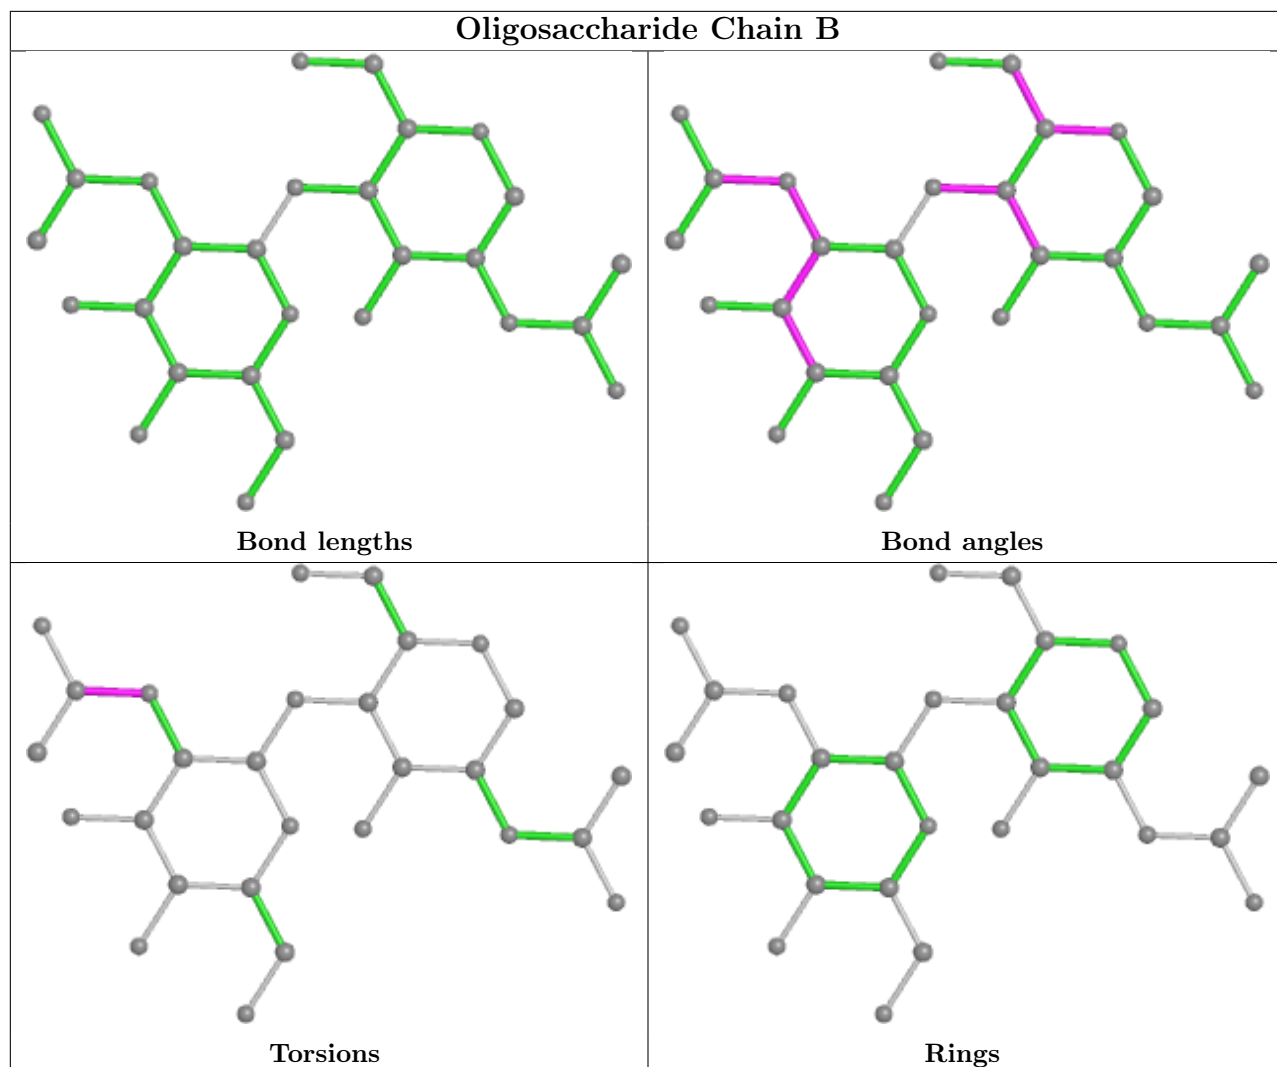 Oligosaccharide Chain B
Bond lengths
Bond angles
Torsions
Rings